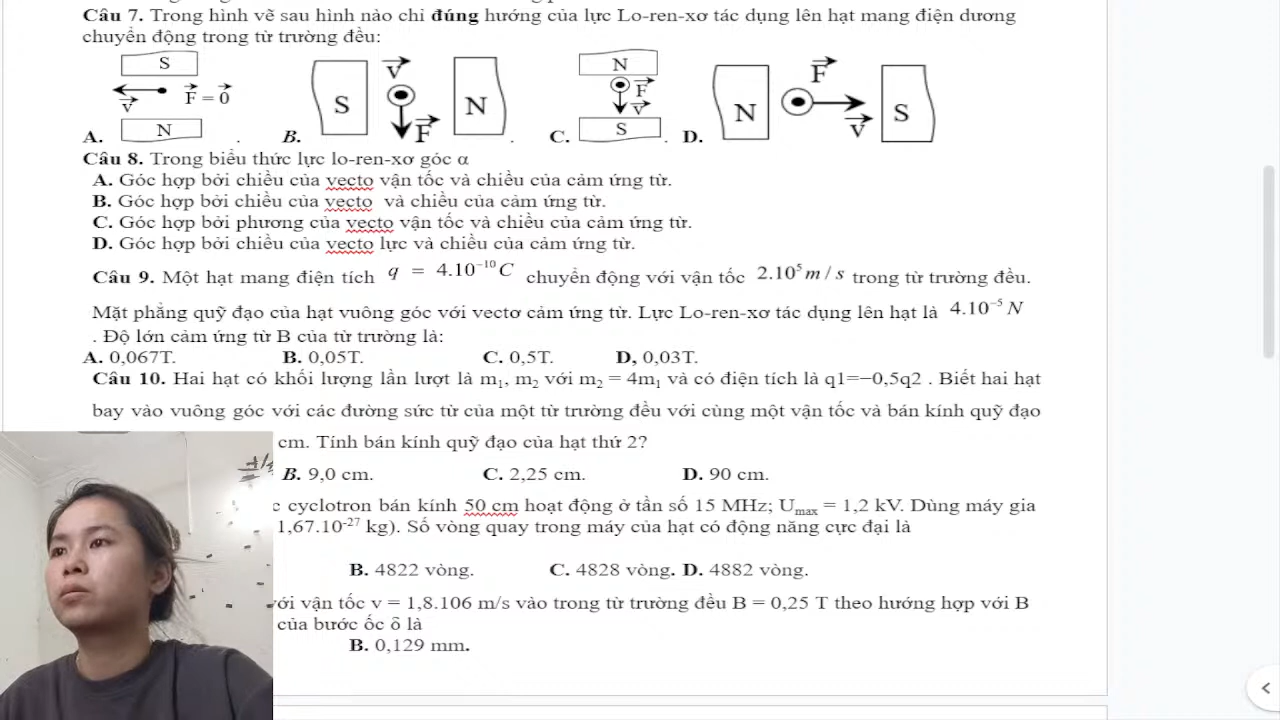 Câu 7. Trong hình vẽ sau hình nào chỉ đúng hướng của lực Lo-ren-xơ tác dụng lên hạt mang điện dương
chuyển động trong từ trường đều:
S
v
F = 0
N
A.
S
v
F
N
B.
N
F
v
S
C.
N
F
v
S
D.
Câu 8. Trong biểu thức lực lo-ren-xơ góc α
A. Góc hợp bởi chiều của vecto vận tốc và chiều của cảm ứng từ.
B. Góc hợp bởi chiều của vecto và chiều của cảm ứng từ.
C. Góc hợp bởi phương của vecto vận tốc và chiều của cảm ứng từ.
D. Góc hợp bởi chiều của vecto lực và chiều của cảm ứng từ.
Câu 9. Một hạt mang điện tích q = 4.10⁻¹⁰ C chuyển động với vận tốc 2.10⁵ m / s trong từ trường đều.
Mặt phẳng quỹ đạo của hạt vuông góc với vectơ cảm ứng từ. Lực Lo-ren-xơ tác dụng lên hạt là 4.10⁻⁵ N
. Độ lớn cảm ứng từ B của từ trường là:
A. 0,067T. B. 0,05T. C. 0,5T. D, 0,03T.
Câu 10. Hai hạt có khối lượng lần lượt là m₁, m₂ với m₂ = 4m₁ và có điện tích là q1=−0,5q2 . Biết hai hạt
bay vào vuông góc với các đường sức từ của một từ trường đều với cùng một vận tốc và bán kính quỹ đạo
cm. Tính bán kính quỹ đạo của hạt thứ 2?
B. 9,0 cm. C. 2,25 cm. D. 90 cm.
c cyclotron bán kính 50 cm hoạt động ở tần số 15 MHz; Uₘₐₓ = 1,2 kV. Dùng máy gia
1,67.10⁻²⁷ kg). Số vòng quay trong máy của hạt có động năng cực đại là
B. 4822 vòng. C. 4828 vòng. D. 4882 vòng.
với vận tốc v = 1,8.106 m/s vào trong từ trường đều B = 0,25 T theo hướng hợp với B
của bước ốc δ là
B. 0,129 mm.